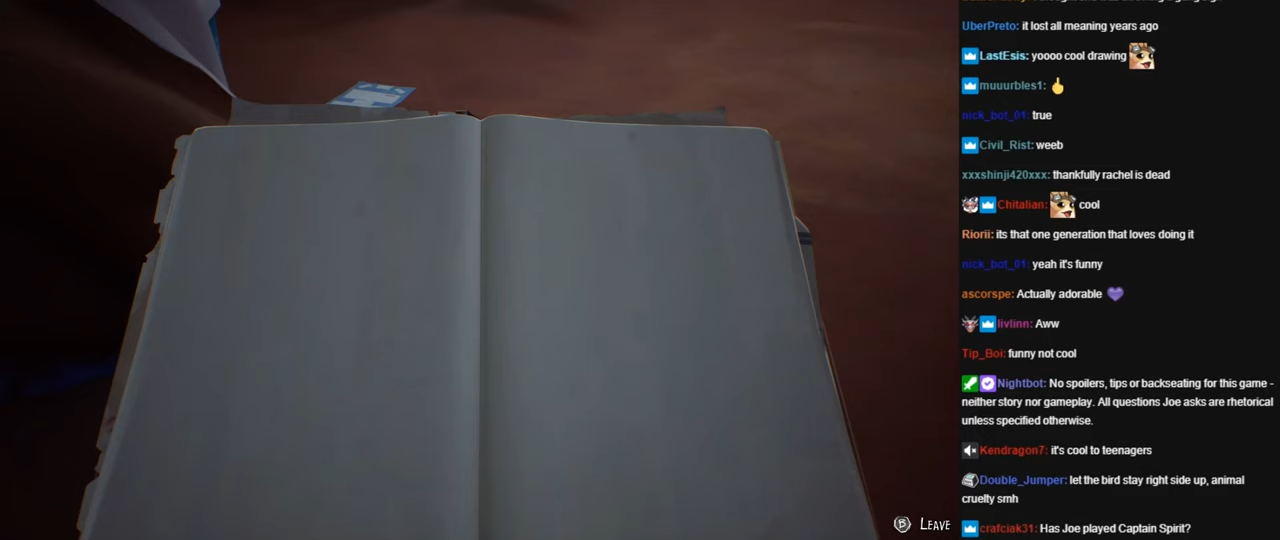 UberPreto: it lost all meaning years ago
LastEsis: yoooo cool drawing
muuurbles1:
nick_bot_01: true
Civil_Rist: weeb
xxxshinji420xxx: thankfully rachel is dead
Chitalian: cool
Riorii: its that one generation that loves doing it
nick_bot_01: yeah it's funny
ascorspe: Actually adorable
livlinn: Aww
Tip_Boi: funny not cool
Nightbot: No spoilers, tips or backseating for this game -
neither story nor gameplay. All questions Joe asks are rhetorical
unless specified otherwise.
Kendragon7: it's cool to teenagers
Double_Jumper: let the bird stay right side up, animal
cruelty smh
B LEAVE
crafciak31: Has Joe played Captain Spirit?